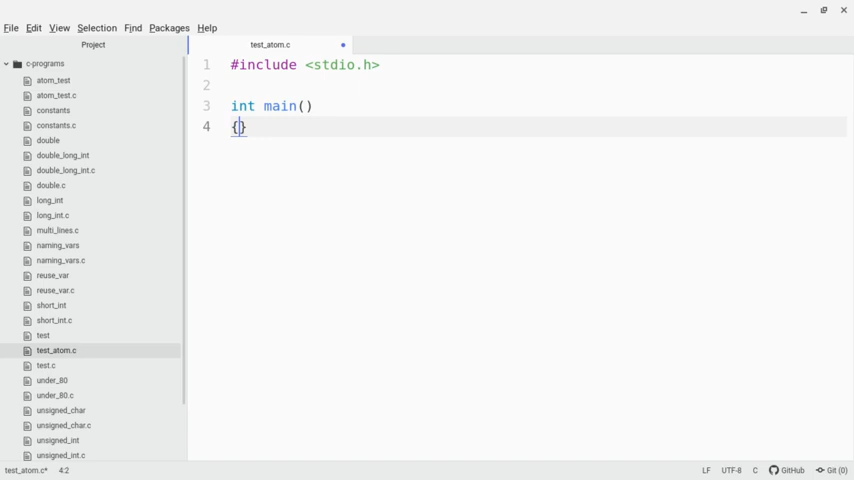 File Edit View Selection Find Packages Help
Project
test_atom.c
c-programs
atom_test
atom_test.c
constants
constants.c
double
double_long_int
double_long_int.c
double.c
long_int
long_int.c
multi_lines.c
naming_vars
naming_vars.c
reuse_var
reuse_var.c
short_int
short_int.c
test
test_atom.c
test.c
under_80
under_80.c
unsigned_char
unsigned_char.c
unsigned_int
unsigned_int.c
1 #include <stdio.h>
2
3 int main()
4 {}
test_atom.c* 4:2 LF UTF-8 C GitHub Git (0)